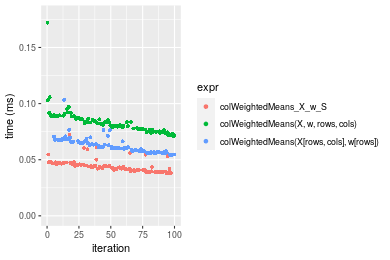 0.15
0.10
0.05
0.00
time (ms)
0 25 50 75 100
iteration
expr
colWeightedMeans_X_w_S
colWeightedMeans(X, w, rows, cols)
colWeightedMeans(X[rows, cols], w[rows])